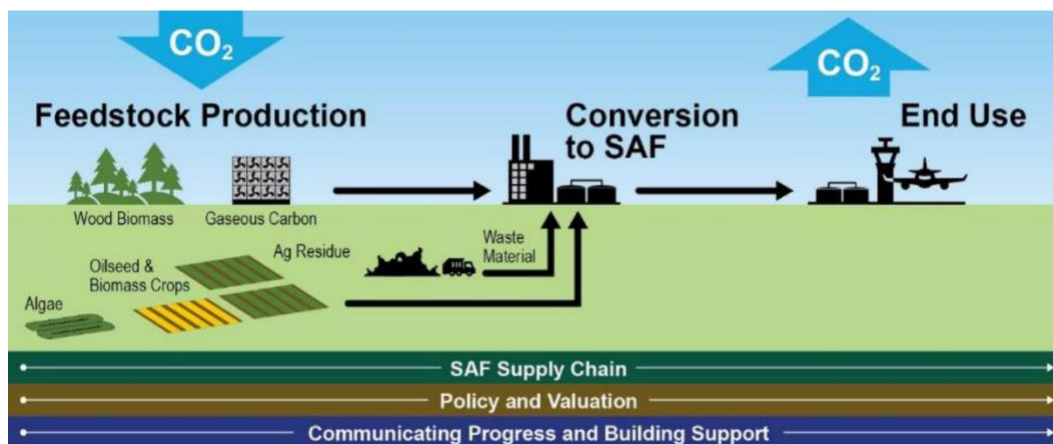 CO₂
CO₂
Feedstock Production
Conversion
to SAF
End Use
Wood Biomass
Gaseous Carbon
Ag Residue
Waste
Material
Oilseed &
Biomass Crops
Algae
SAF Supply Chain
Policy and Valuation
Communicating Progress and Building Support